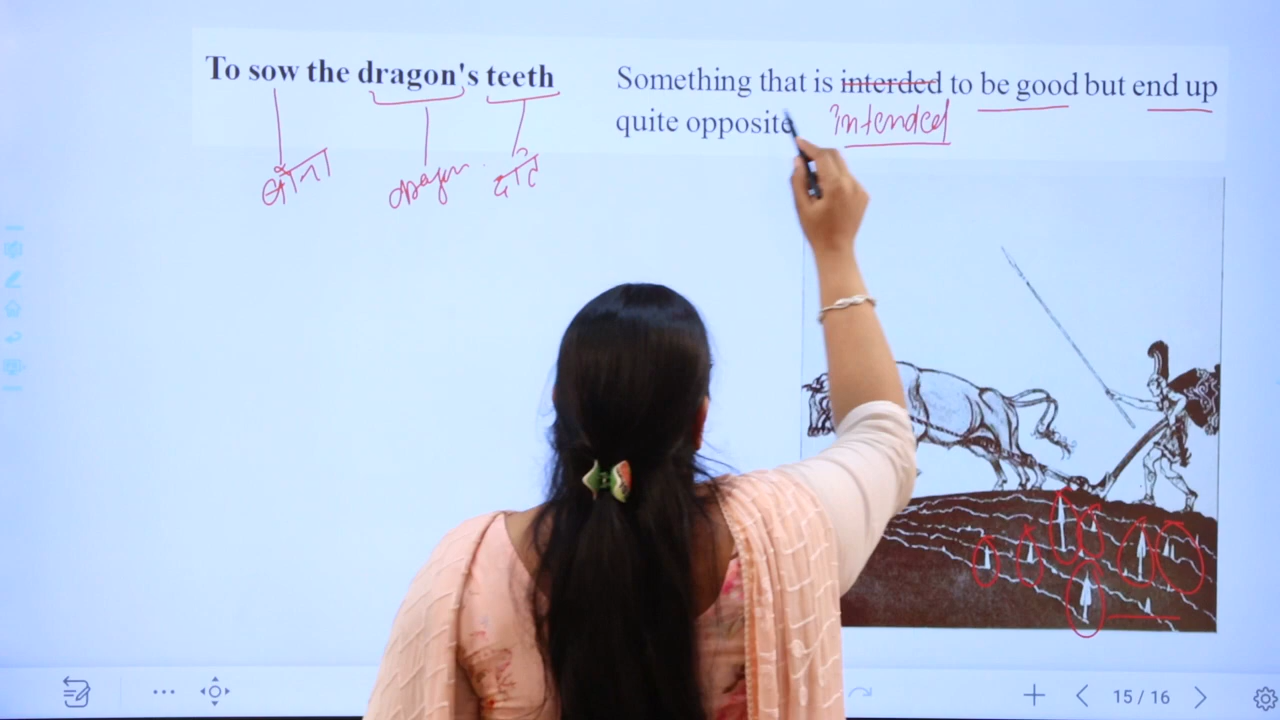 To sow the dragon's teeth
Something that is interded to be good but end up
quite opposite intended
बोना dragon दाँत
15 / 16